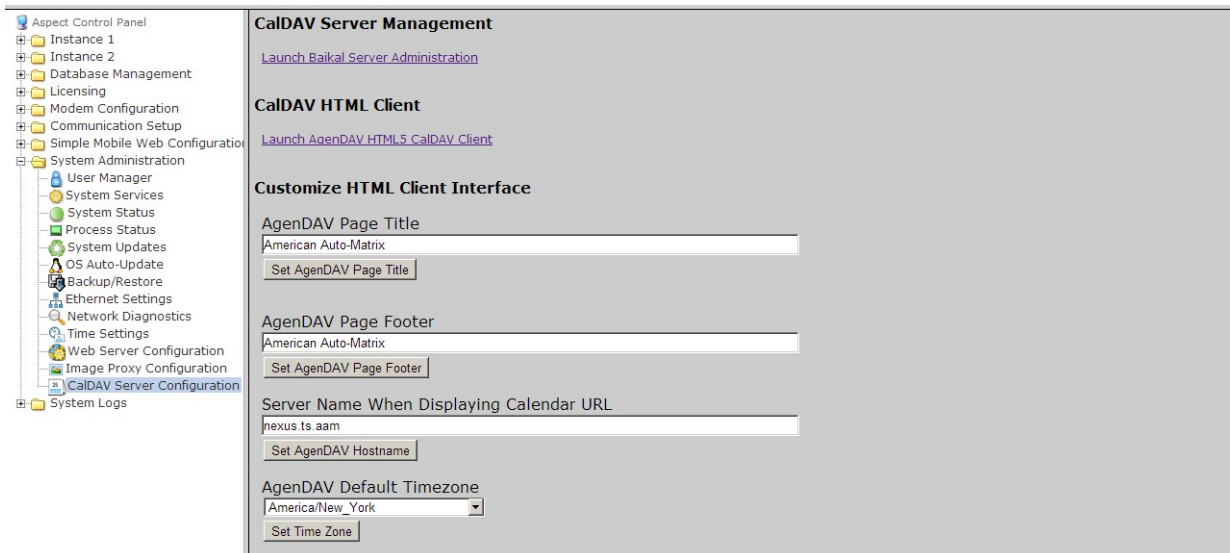 Aspect Control Panel
Instance 1
Instance 2
Database Management
Licensing
Modem Configuration
Communication Setup
Simple Mobile Web Configuration
System Administration
User Manager
System Services
System Status
Process Status
System Updates
OS Auto-Update
Backup/Restore
Ethernet Settings
Network Diagnostics
Time Settings
Web Server Configuration
Image Proxy Configuration
25
CalDAV Server Configuration
System Logs
CalDAV Server Management
Launch Baikal Server Administration
CalDAV HTML Client
Launch AgenDAV HTML5 CalDAV Client
Customize HTML Client Interface
AgenDAV Page Title
American Auto-Matrix
Set AgenDAV Page Title
AgenDAV Page Footer
American Auto-Matrix
Set AgenDAV Page Footer
Server Name When Displaying Calendar URL
nexus.ts.aam
Set AgenDAV Hostname
AgenDAV Default Timezone
America/New_York
Set Time Zone